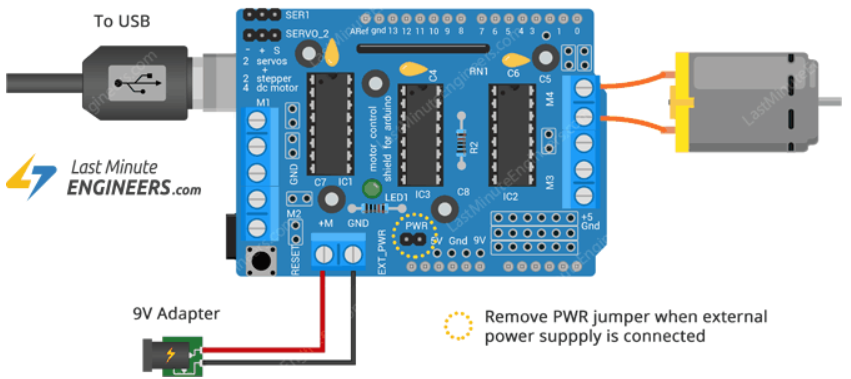 To USB
SER1
SERVO_2
ARef gnd 13 12 11 10 9 8 7 6 5 4 3 2 1 0
- + S
2 servos
+
2 stepper
4 dc motor
M1
GND
C7
IC1
motor control
shield for arduino
C4
IC3
R2
RN1
C6
C5
IC2
C8
LED1
M4
M3
M2
RESET
+M
GND
EXT_PWR
PWR
5V Gnd 9V
+5
Gnd
Last Minute
ENGINEERS.com
9V Adapter
Remove PWR jumper when external
power suppply is connected
LastMinuteEngineers.com